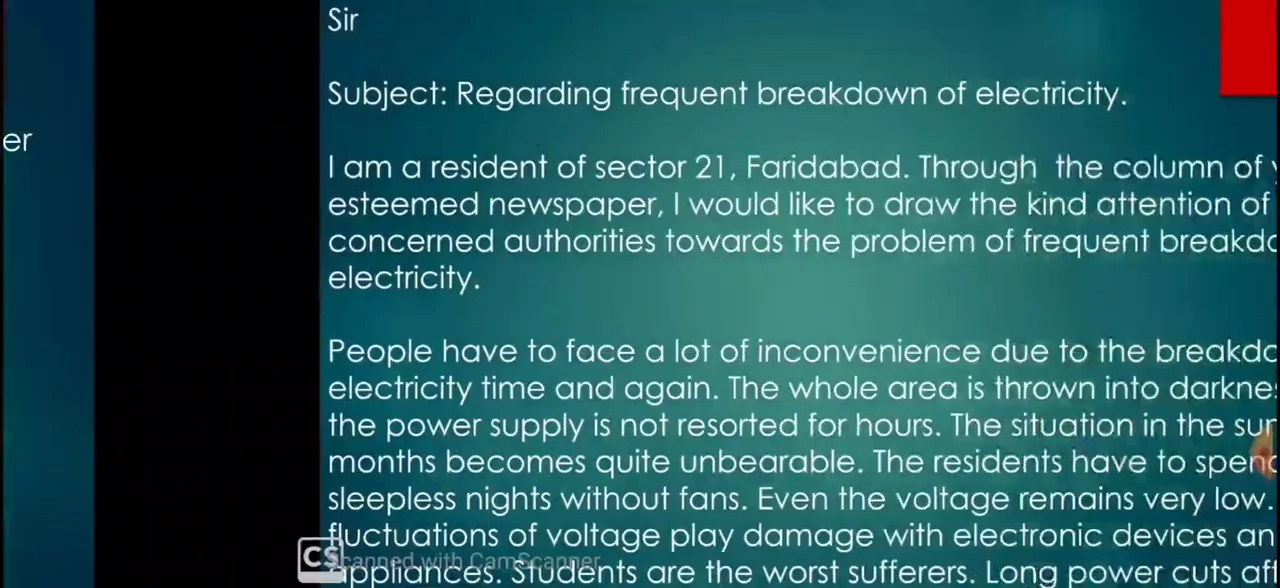 er
Sir
Subject: Regarding frequent breakdown of electricity.
I am a resident of sector 21, Faridabad. Through the column of
esteemed newspaper, I would like to draw the kind attention of
concerned authorities towards the problem of frequent
electricity.
People have to face a lot of inconvenience due to the
electricity time and again. The whole area is thrown into
the power supply is not resorted for hours. The situation in the
months becomes quite unbearable. The residents have to
sleepless nights without fans. Even the voltage remains very low.
fluctuations of voltage play damage with electronic devices
appliances. Students are the worst sufferers. Long power cuts
CS Scanned with CamScanner